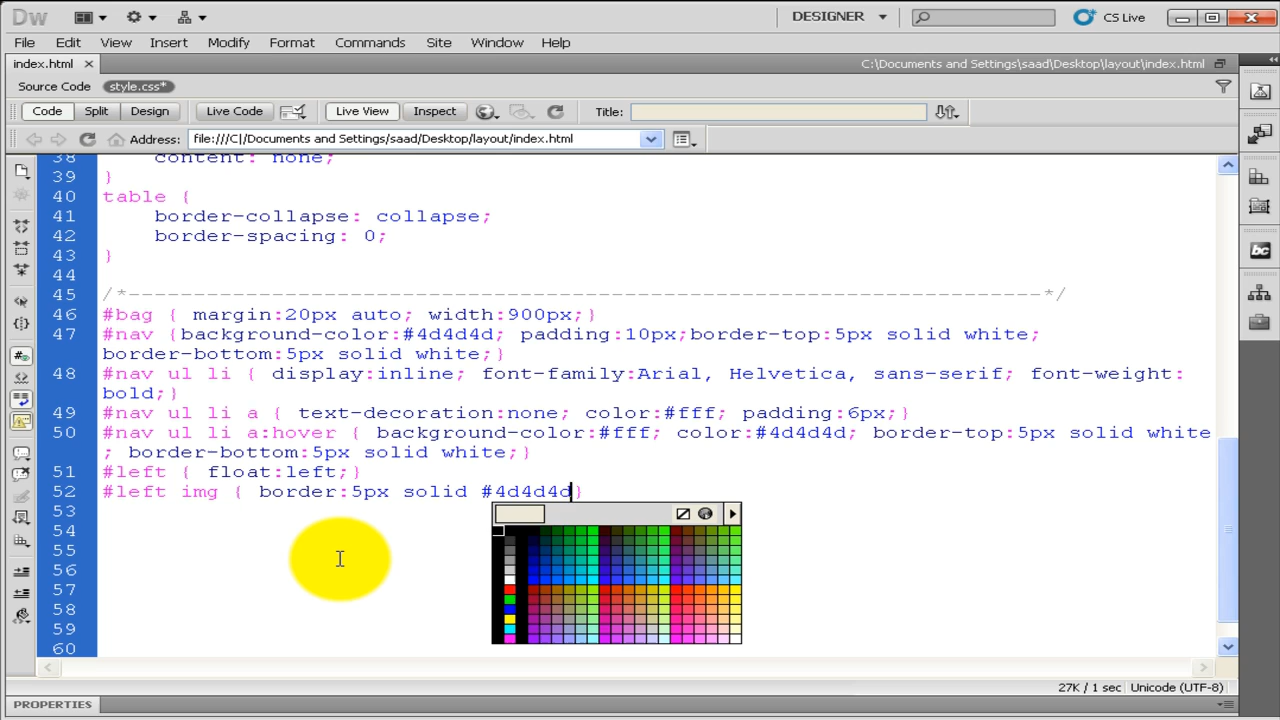 Dw
DESIGNER
CS Live
File Edit View Insert Modify Format Commands Site Window Help
index.html
C:\Documents and Settings\saad\Desktop\layout\index.html
Source Code style.css*
Code Split Design Live Code Live View Inspect Title:
Address: file:///C|/Documents and Settings/saad/Desktop/layout/index.html
38 content: none;
39 }
40 table {
41 border-collapse: collapse;
42 border-spacing: 0;
43 }
44
45 /*----------------------------------------------------------------------*/
46 #bag { margin:20px auto; width:900px;}
47 #nav {background-color:#4d4d4d; padding:10px;border-top:5px solid white;
border-bottom:5px solid white;}
48 #nav ul li { display:inline; font-family:Arial, Helvetica, sans-serif; font-weight:
bold;}
49 #nav ul li a { text-decoration:none; color:#fff; padding:6px;}
50 #nav ul li a:hover { background-color:#fff; color:#4d4d4d; border-top:5px solid white
; border-bottom:5px solid white;}
51 #left { float:left;}
52 #left img { border:5px solid #4d4d4d}
53
54
55
56
57
58
59
60
bc
27K / 1 sec Unicode (UTF-8)
PROPERTIES